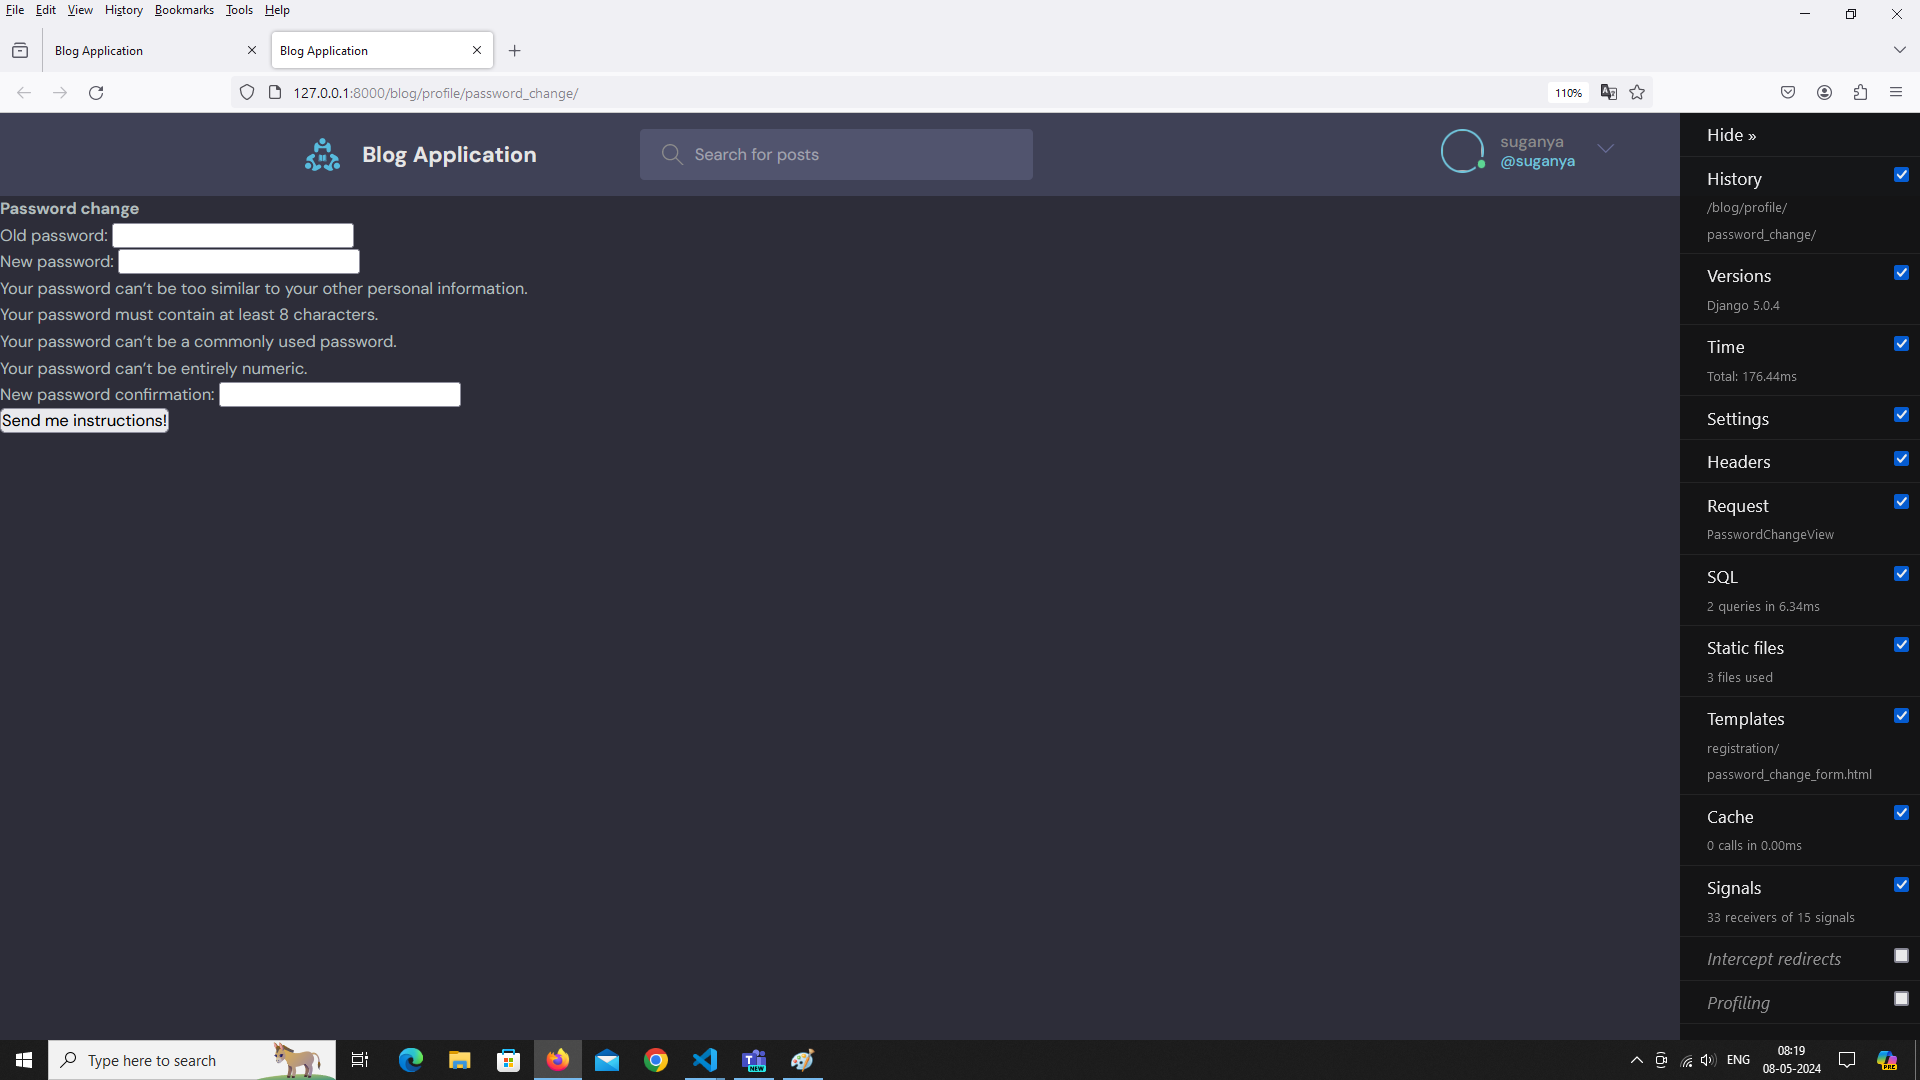 File Edit View History Bookmarks Tools Help
Blog Application
Blog Application
127.0.0.1:8000/blog/profile/password_change/
110%
Blog Application
Search for posts
suganya
@suganya
Password change
Old password:
New password:
Your password can’t be too similar to your other personal information.
Your password must contain at least 8 characters.
Your password can’t be a commonly used password.
Your password can’t be entirely numeric.
New password confirmation:
Send me instructions!
Hide »
History
/blog/profile/
password_change/
Versions
Django 5.0.4
Time
Total: 176.44ms
Settings
Headers
Request
PasswordChangeView
SQL
2 queries in 6.34ms
Static files
3 files used
Templates
registration/
password_change_form.html
Cache
0 calls in 0.00ms
Signals
33 receivers of 15 signals
Intercept redirects
Profiling
Type here to search
NEW
ENG
08:19
08-05-2024
PRE